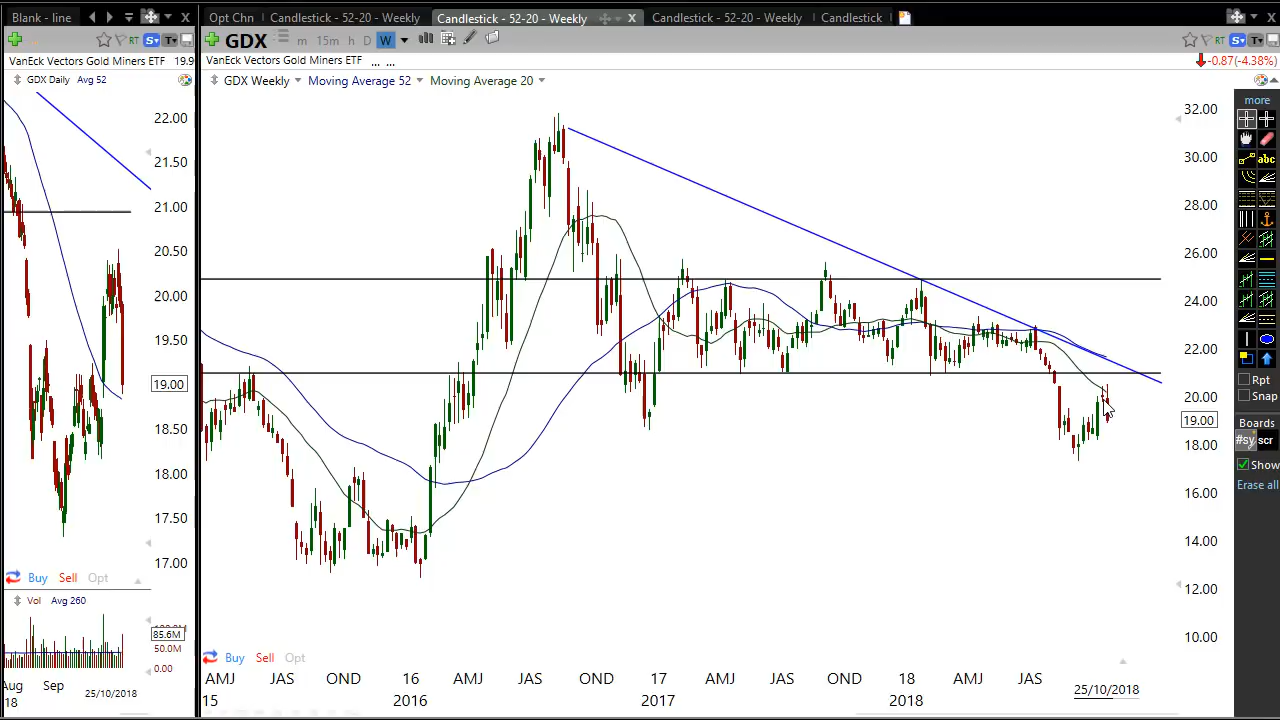 Blank - line
Opt Chn
Candlestick - 52-20 - Weekly
Candlestick - 52-20 - Weekly
Candlestick - 52-20 - Weekly
Candlestick
RT
S
T
GDX
m 15m h D W
RT
S
T
VanEck Vectors Gold Miners ETF 19.9
VanEck Vectors Gold Miners ETF ... ...
-0.87(-4.38%)
GDX Daily Avg 52
GDX Weekly Moving Average 52 Moving Average 20
22.00
21.50
21.00
20.50
20.00
19.50
19.00
18.50
18.00
17.50
17.00
Buy Sell Opt
Vol Avg 260
85.6M
50.0M
0.00
Aug Sep
18
25/10/2018
32.00
30.00
28.00
26.00
24.00
22.00
20.00
19.00
18.00
16.00
14.00
12.00
10.00
Buy Sell Opt
AMJ JAS OND 16 AMJ JAS OND 17 AMJ JAS OND 18 AMJ JAS
15 2016 2017 2018
25/10/2018
more
abc
Rpt
Snap
Boards
#sy scr
Show
Erase all